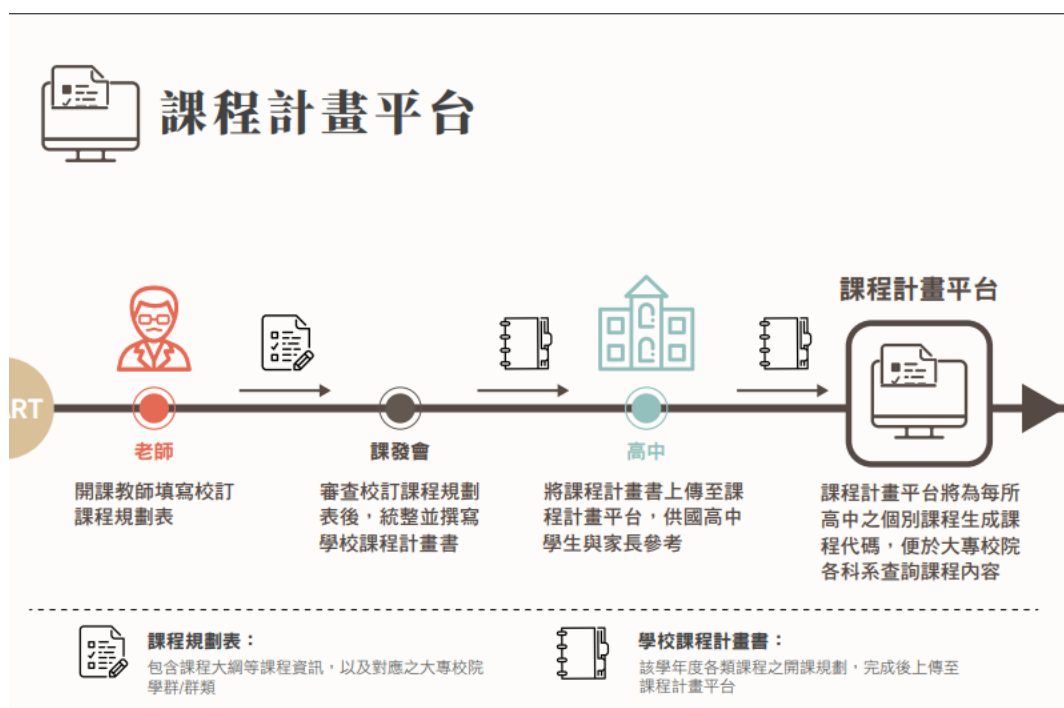 課程計畫平台
課程計畫平台
ART
老師
課發會
高中
開課教師填寫校訂
課程規劃表
審查校訂課程規劃
表後，統整並撰寫
學校課程計畫書
將課程計畫書上傳至課
程計畫平台，供國高中
學生與家長參考
課程計畫平台將為每所
高中之個別課程生成課
程代碼，便於大專校院
各科系查詢課程內容
課程規劃表：
包含課程大綱等課程資訊，以及對應之大專校院
學群/群類
學校課程計畫書：
該學年度各類課程之開課規劃，完成後上傳至
課程計畫平台